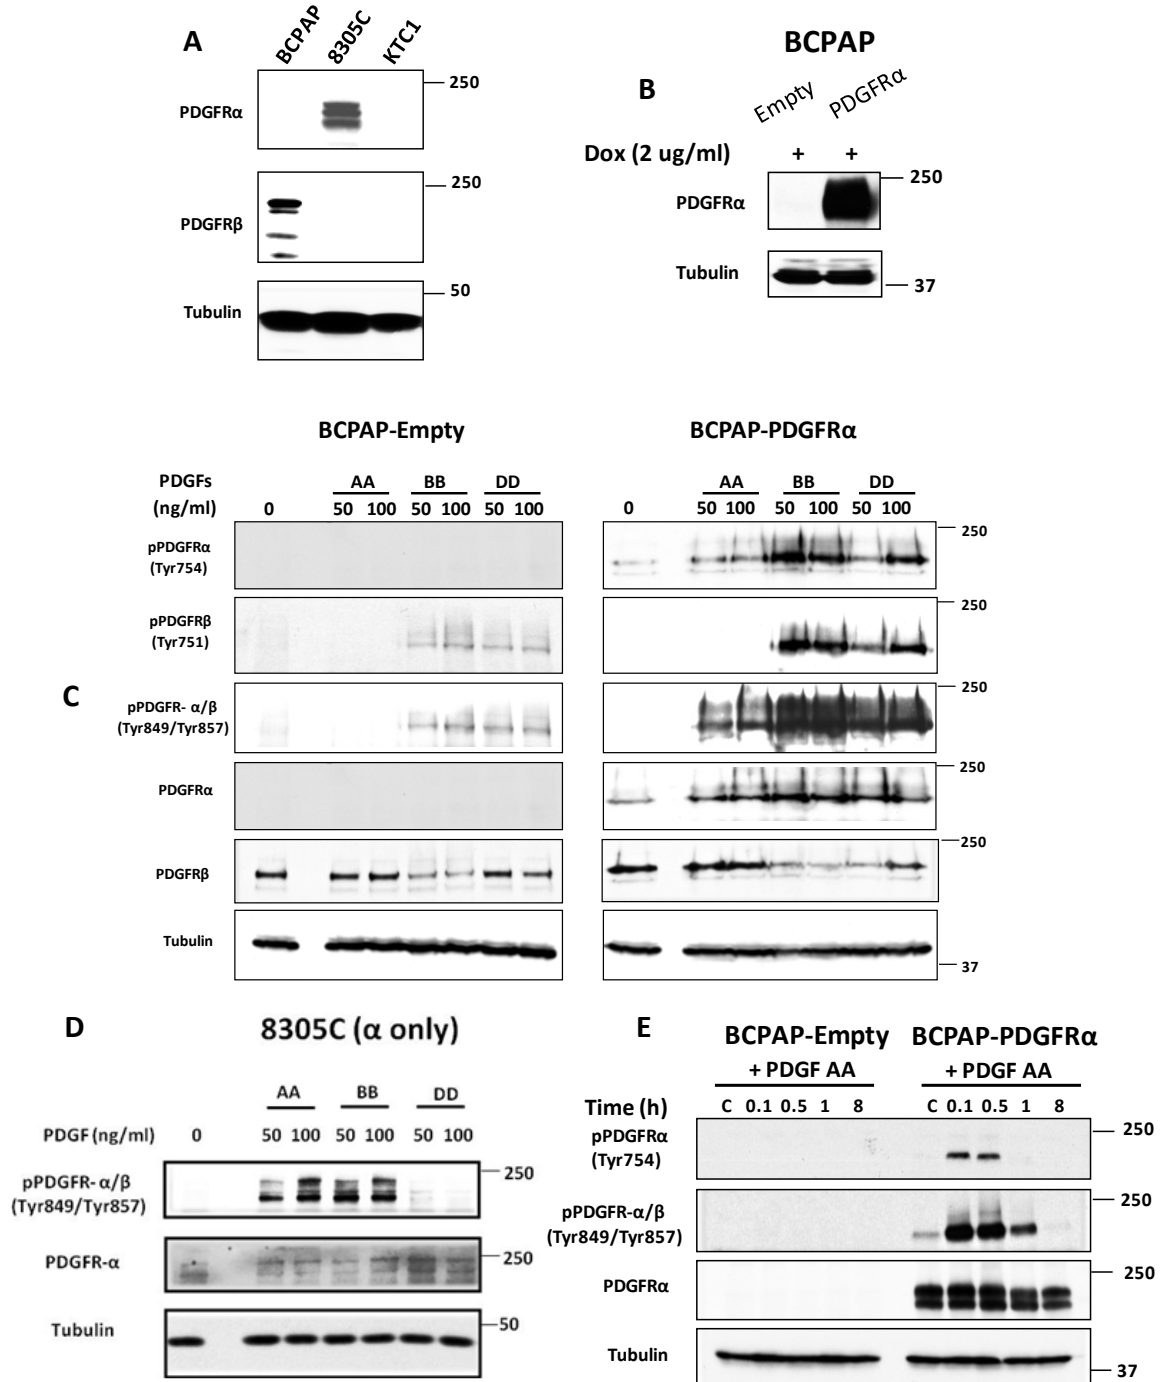 A
BCPAP 8305C KTC1
PDGFRα
250
PDGFRβ
250
Tubulin
50
BCPAP
B
Empty PDGFRα
Dox (2 ug/ml) + +
PDGFRα
250
Tubulin
37
C
BCPAP-Empty
PDGFs AA BB DD
(ng/ml) 0 50 100 50 100 50 100
pPDGFRα
(Tyr754)
pPDGFRβ
(Tyr751)
pPDGFR- α/β
(Tyr849/Tyr857)
PDGFRα
PDGFRβ
Tubulin
BCPAP-PDGFRα
AA BB DD
0 50 100 50 100 50 100
250
250
250
250
250
37
D
8305C (α only)
AA BB DD
PDGF (ng/ml) 0 50 100 50 100 50 100
pPDGFR- α/β
(Tyr849/Tyr857)
250
PDGFR-α
250
Tubulin
50
E
BCPAP-Empty BCPAP-PDGFRα
+ PDGF AA + PDGF AA
Time (h) C 0.1 0.5 1 8 C 0.1 0.5 1 8
pPDGFRα
(Tyr754)
250
pPDGFR-α/β
(Tyr849/Tyr857)
250
PDGFRα
250
Tubulin
37